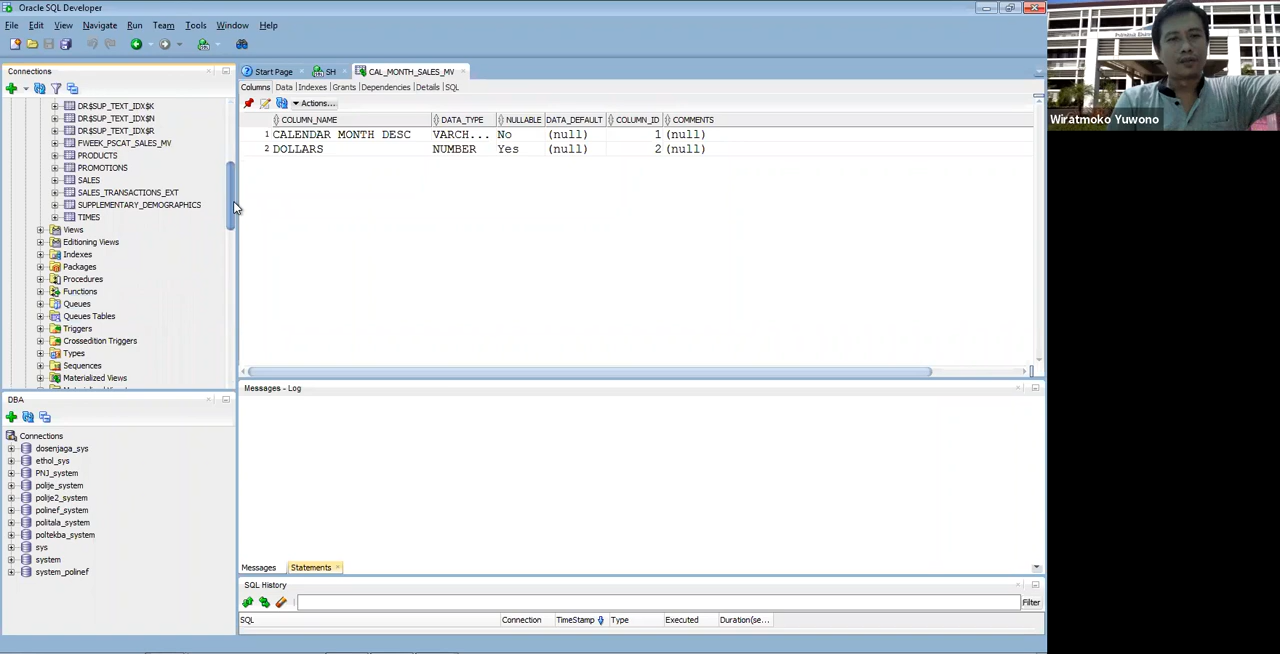 Oracle SQL Developer
File Edit View Navigate Run Team Tools Window Help
Connections
DR$SUP_TEXT_IDX$K
DR$SUP_TEXT_IDX$N
DR$SUP_TEXT_IDX$R
FWEEK_PSCAT_SALES_MV
PRODUCTS
PROMOTIONS
SALES
SALES_TRANSACTIONS_EXT
SUPPLEMENTARY_DEMOGRAPHICS
TIMES
Views
Editioning Views
Indexes
Packages
Procedures
Functions
Queues
Queues Tables
Triggers
Crossedition Triggers
Types
Sequences
Materialized Views
DBA
Connections
dosenjaga_sys
ethol_sys
PNJ_system
polije_system
polije2_system
polinef_system
politala_system
poltekba_system
sys
system
system_polinef
Start Page SH CAL_MONTH_SALES_MV
Columns Data Indexes Grants Dependencies Details SQL
Actions...
COLUMN_NAME DATA_TYPE NULLABLE DATA_DEFAULT COLUMN_ID COMMENTS
1 CALENDAR MONTH DESC VARCH... No (null) 1 (null)
2 DOLLARS NUMBER Yes (null) 2 (null)
Messages - Log
Messages Statements
SQL History
Filter
SQL Connection TimeStamp Type Executed Duration(se...
Wiratmoko Yuwono